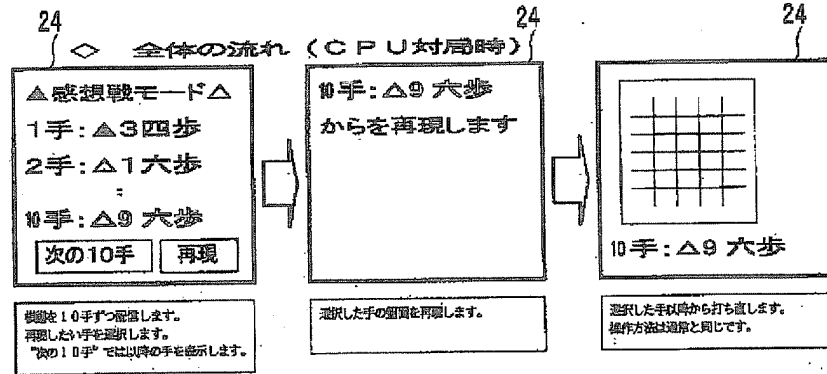 24
24
24
◇ 全体の流れ (CPU対局時)
▲感想戦モード△
1手:▲3四歩
2手:△1六歩
:
10手:△9六歩
次の10手
再現
10手:△9六歩
からを再現します
10手:△9六歩
棋譜を10手ずつ配信します。
再現したい手を選択します。
"次の10手"では以降の手を表示します。
選択した手の盤面を再現します。
選択した手以降から打ち直します。
操作方法は通常と同じです。